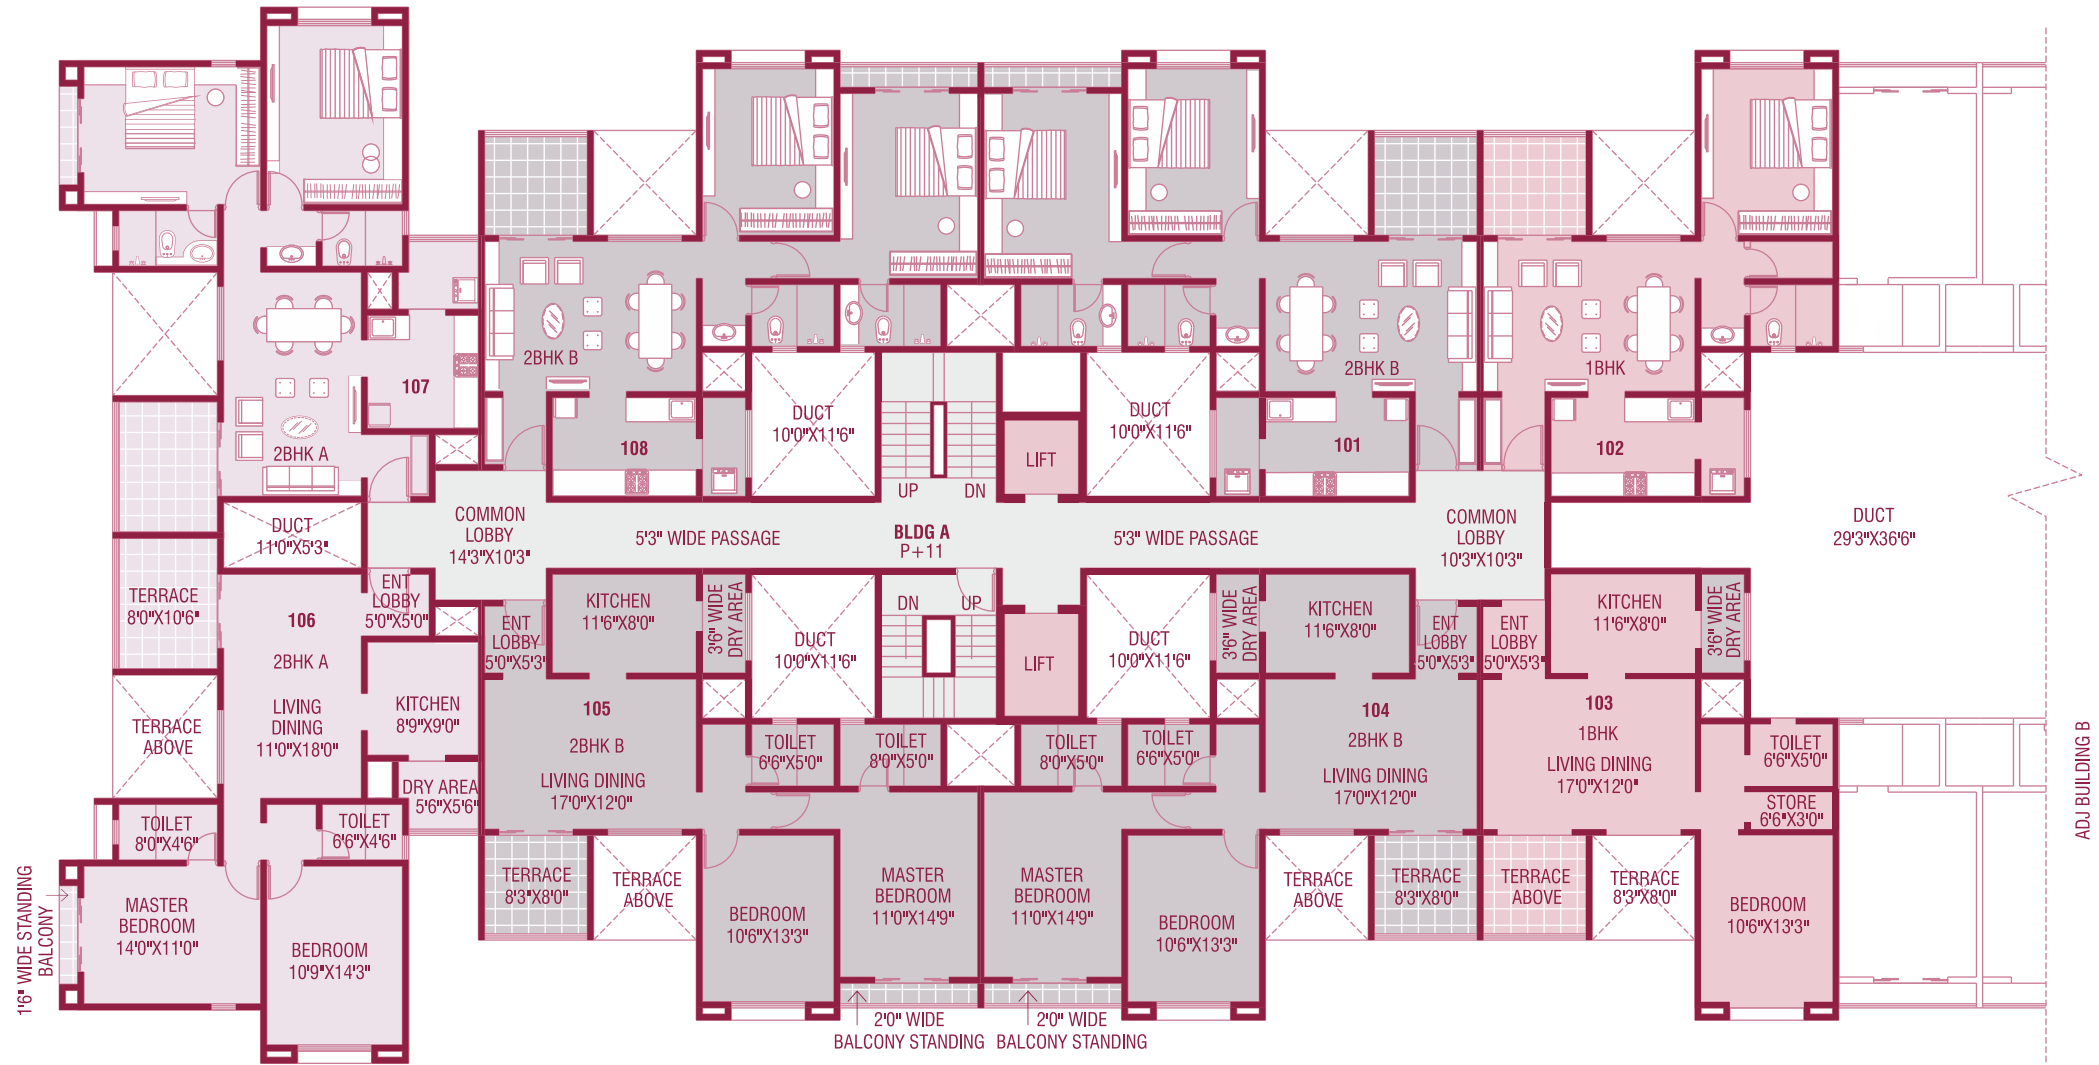 107
2BHK A
2BHK B
108
DUCT
10'0"X11'6"
UP
DN
LIFT
DUCT
10'0"X11'6"
2BHK B
101
1BHK
102
DUCT
11'0"X5'3"
COMMON
LOBBY
14'3"X10'3"
5'3" WIDE PASSAGE
BLDG A
P+11
5'3" WIDE PASSAGE
COMMON
LOBBY
10'3"X10'3"
DUCT
29'3"X36'6"
TERRACE
8'0"X10'6"
106
2BHK A
LIVING
DINING
11'0"X18'0"
ENT
LOBBY
5'0"X5'0"
KITCHEN
8'9"X9'0"
DRY AREA
5'6"X5'6"
TERRACE
ABOVE
TOILET
8'0"X4'6"
TOILET
6'6"X4'6"
1'6" WIDE STANDING
BALCONY
MASTER
BEDROOM
14'0"X11'0"
BEDROOM
10'9"X14'3"
ENT
LOBBY
5'0"X5'3"
KITCHEN
11'6"X8'0"
3'6" WIDE
DRY AREA
DUCT
10'0"X11'6"
DN
UP
LIFT
105
2BHK B
LIVING DINING
17'0"X12'0"
TOILET
6'6"X5'0"
TOILET
8'0"X5'0"
TERRACE
8'3"X8'0"
TERRACE
ABOVE
BEDROOM
10'6"X13'3"
MASTER
BEDROOM
11'0"X14'9"
2'0" WIDE
BALCONY STANDING
DUCT
10'0"X11'6"
3'6" WIDE
DRY AREA
KITCHEN
11'6"X8'0"
ENT
LOBBY
5'0"X5'3"
104
2BHK B
LIVING DINING
17'0"X12'0"
TOILET
8'0"X5'0"
TOILET
6'6"X5'0"
MASTER
BEDROOM
11'0"X14'9"
BEDROOM
10'6"X13'3"
TERRACE
ABOVE
TERRACE
8'3"X8'0"
2'0" WIDE
BALCONY STANDING
ENT
LOBBY
5'0"X5'3"
KITCHEN
11'6"X8'0"
3'6" WIDE
DRY AREA
103
1BHK
LIVING DINING
17'0"X12'0"
TOILET
6'6"X5'0"
STORE
6'6"X3'0"
TERRACE
ABOVE
TERRACE
8'3"X8'0"
BEDROOM
10'6"X13'3"
ADJ BUILDING B